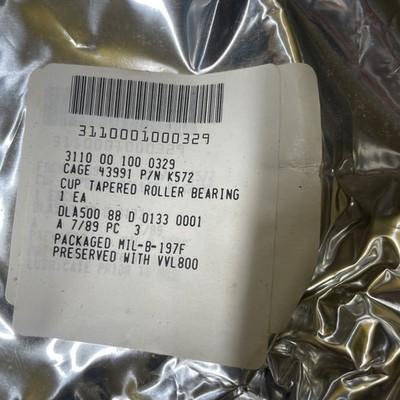 3110001000329
3110 00 100 0329
CAGE 43991 P/N K572
CUP TAPERED ROLLER BEARING
1 EA
DLA500 88 D 0133 0001
A 7/89 PC 3
PACKAGED MIL-B-197F
PRESERVED WITH VVL800